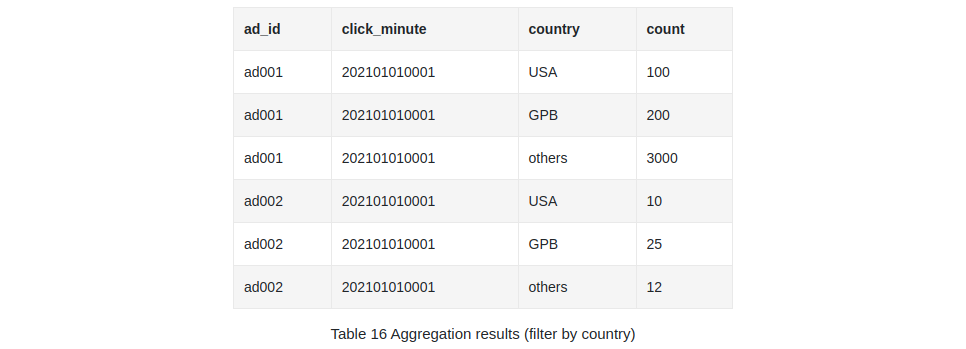 ad_id click_minute country count
ad001 202101010001 USA 100
ad001 202101010001 GPB 200
ad001 202101010001 others 3000
ad002 202101010001 USA 10
ad002 202101010001 GPB 25
ad002 202101010001 others 12
Table 16 Aggregation results (filter by country)